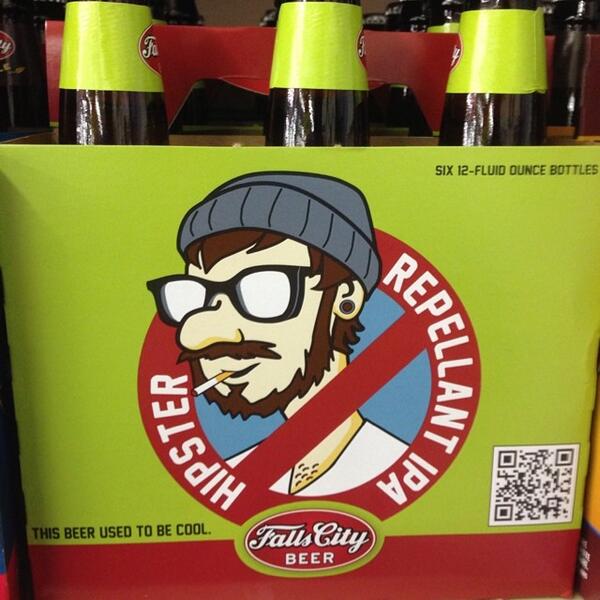 SIX 12-FLUID OUNCE BOTTLES
HIPSTER
REPELLANT IPA
THIS BEER USED TO BE COOL.
Falls City
BEER